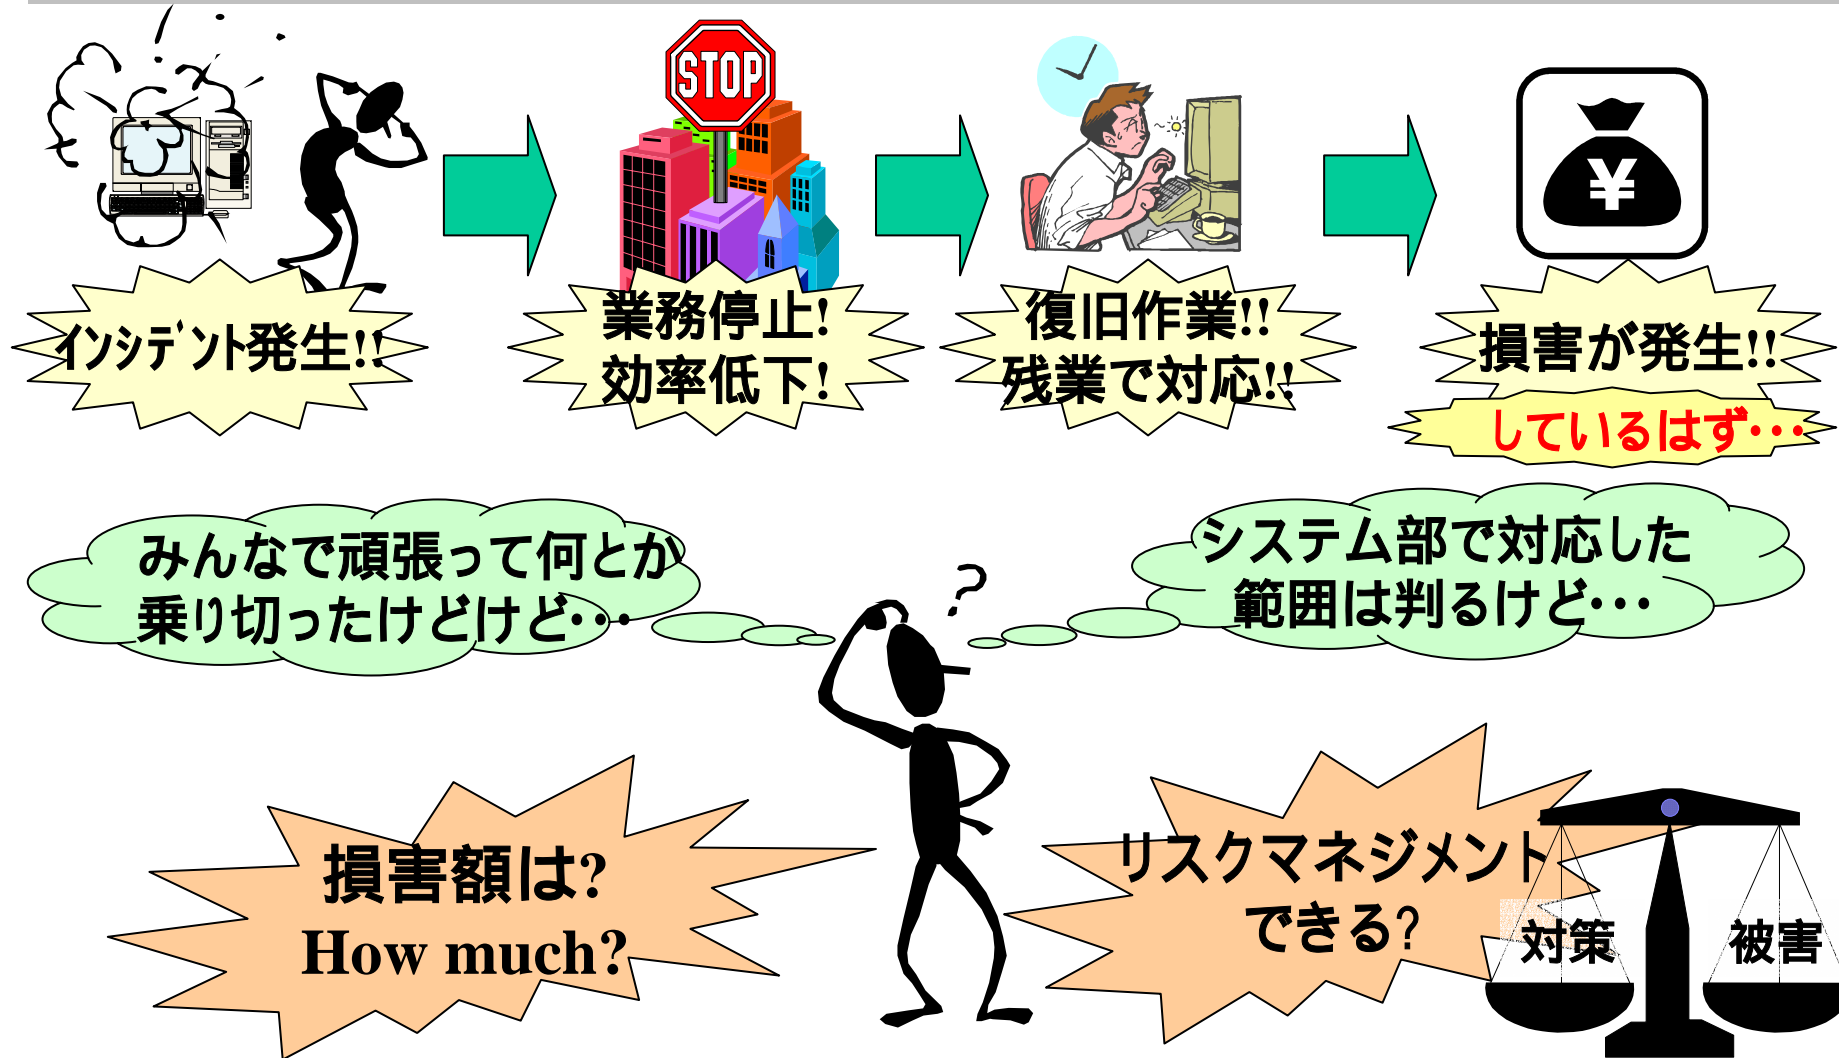 STOP
¥
インシデント発生!!
業務停止!
効率低下!
復旧作業!!
残業で対応!!
損害が発生!!
しているはず・・・
みんなで頑張って何とか
乗り切ったけどけど・・・
?
システム部で対応した
範囲は判るけど・・・
損害額は?
How much?
リスクマネジメント
できる?
対策
被害